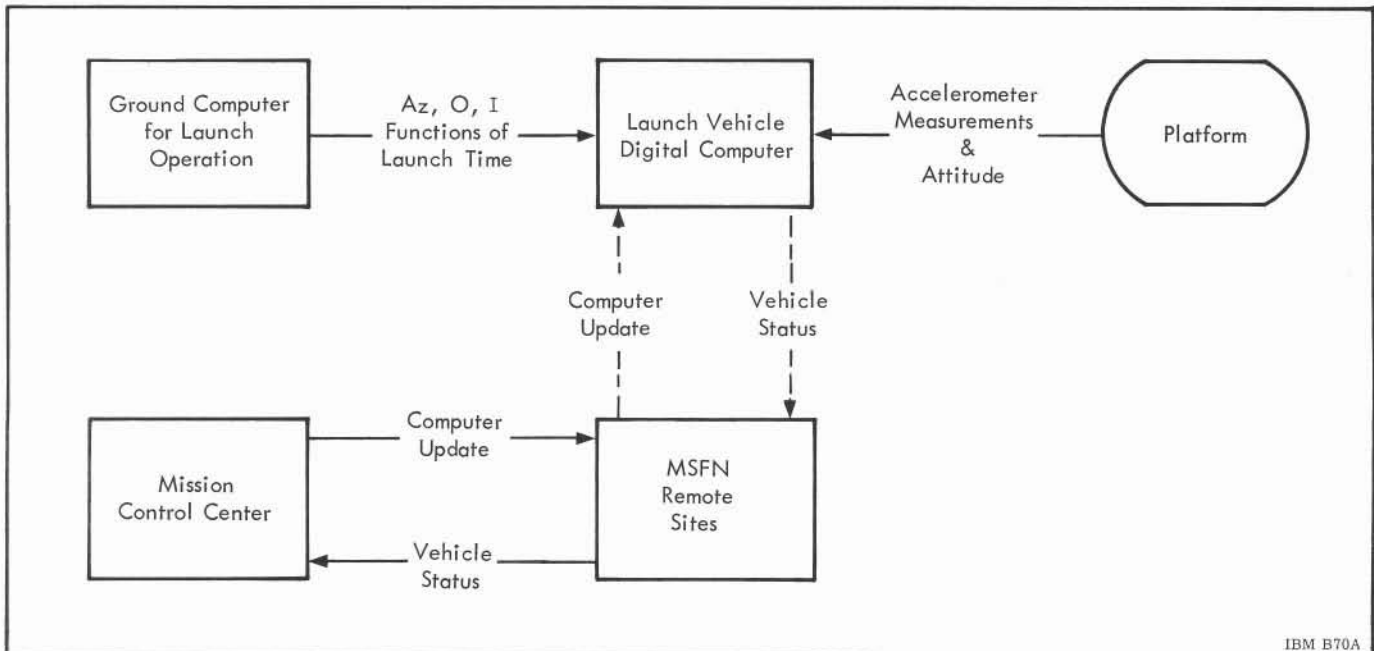 Ground Computer
for Launch
Operation
Az, O, I
Functions of
Launch Time
Launch Vehicle
Digital Computer
Accelerometer
Measurements
&
Attitude
Platform
Computer
Update
Vehicle
Status
Mission
Control Center
Computer
Update
Vehicle
Status
MSFN
Remote
Sites
IBM B70A